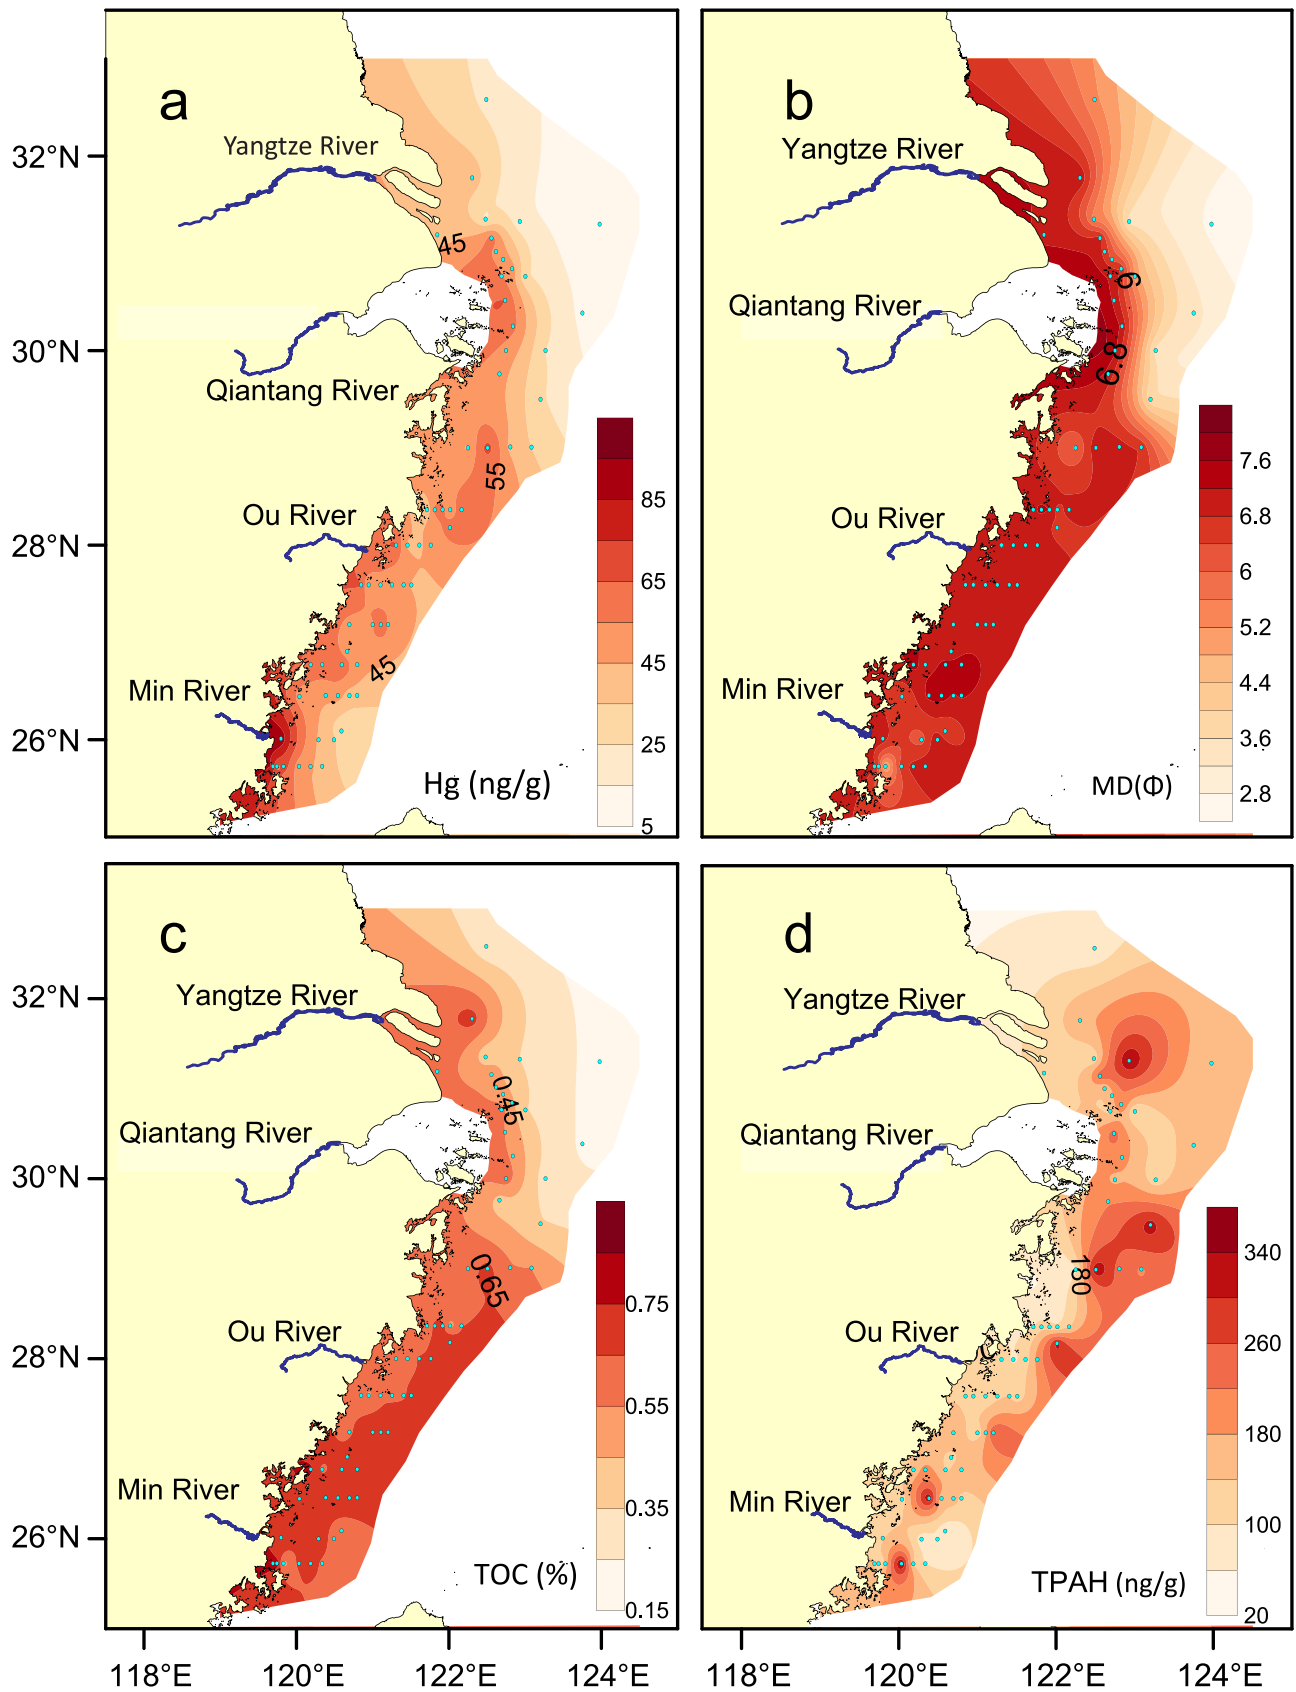 a
Yangtze River
32°N
45
Qiantang River
30°N
55
Ou River
28°N
45
Min River
26°N
Hg (ng/g)
85
65
45
25
5
b
Yangtze River
6
Qiantang River
6.8
Ou River
Min River
MD(Φ)
7.6
6.8
6
5.2
4.4
3.6
2.8
c
Yangtze River
32°N
0.45
Qiantang River
30°N
0.65
Ou River
28°N
Min River
26°N
TOC (%)
0.75
0.55
0.35
0.15
118°E
120°E
122°E
124°E
d
Yangtze River
Qiantang River
180
Ou River
Min River
TPAH (ng/g)
340
260
180
100
20
118°E
120°E
122°E
124°E